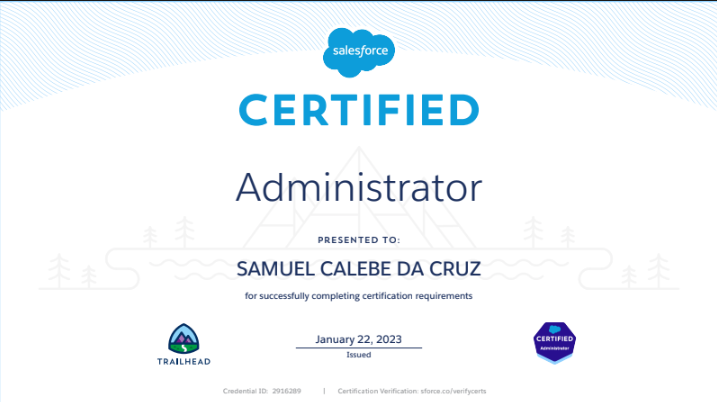 salesforce
CERTIFIED
Administrator
PRESENTED TO:
SAMUEL CALEBE DA CRUZ
for successfully completing certification requirements
January 22, 2023
Issued
TRAILHEAD
CERTIFIED
Administrator
Credential ID: 2916289 | Certification Verification: sforce.co/verifycerts